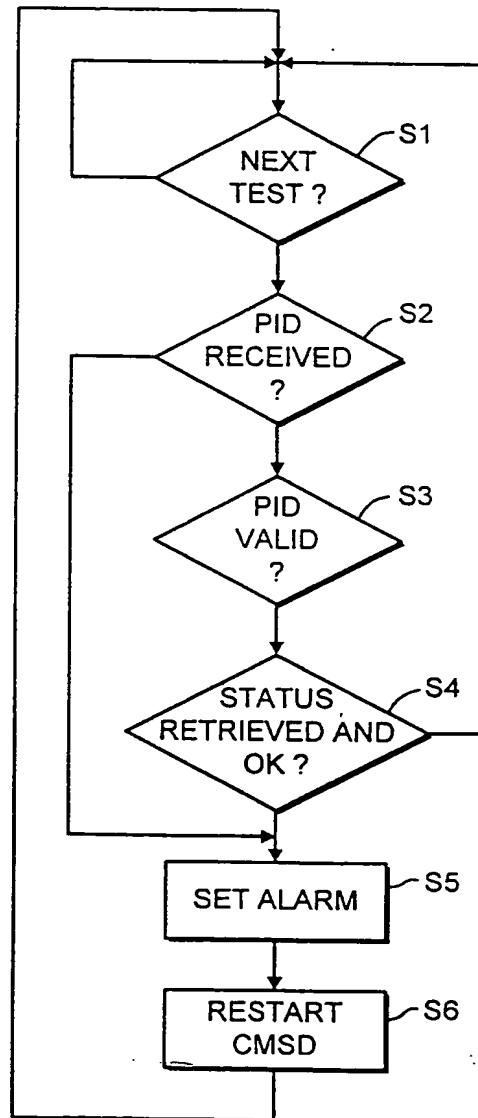 S1
NEXT
TEST ?
S2
PID
RECEIVED
?
S3
PID
VALID
?
S4
STATUS
RETRIEVED AND
OK ?
S5
SET ALARM
S6
RESTART
CMSD